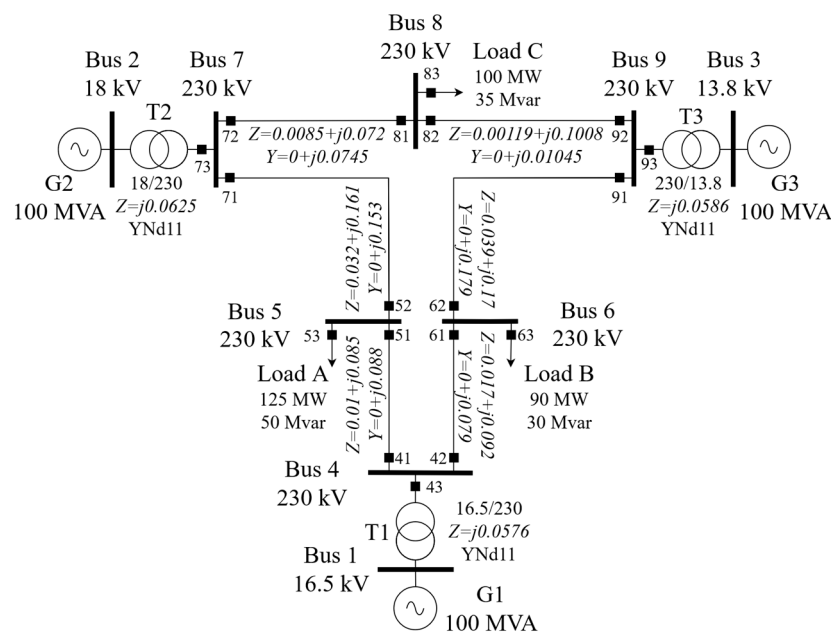 Bus 8
230 kV
83
Load C
100 MW
35 Mvar
Bus 2
18 kV
Bus 7
230 kV
Bus 9
230 kV
Bus 3
13.8 kV
T2
T3
72
81
82
92
Z=0.0085+j0.072
Y=0+j0.0745
Z=0.00119+j0.1008
Y=0+j0.01045
73
93
G2
100 MVA
18/230
Z=j0.0625
YNd11
71
91
230/13.8
Z=j0.0586
YNd11
G3
100 MVA
Z=0.032+j0.161
Y=0+j0.153
Z=0.039+j0.17
Y=0+j0.179
52
62
Bus 5
230 kV
Bus 6
230 kV
53
51
61
63
Load A
125 MW
50 Mvar
Z=0.01+j0.085
Y=0+j0.088
Z=0.017+j0.092
Y=0+j0.079
Load B
90 MW
30 Mvar
41
42
Bus 4
230 kV
43
T1
16.5/230
Z=j0.0576
YNd11
Bus 1
16.5 kV
G1
100 MVA